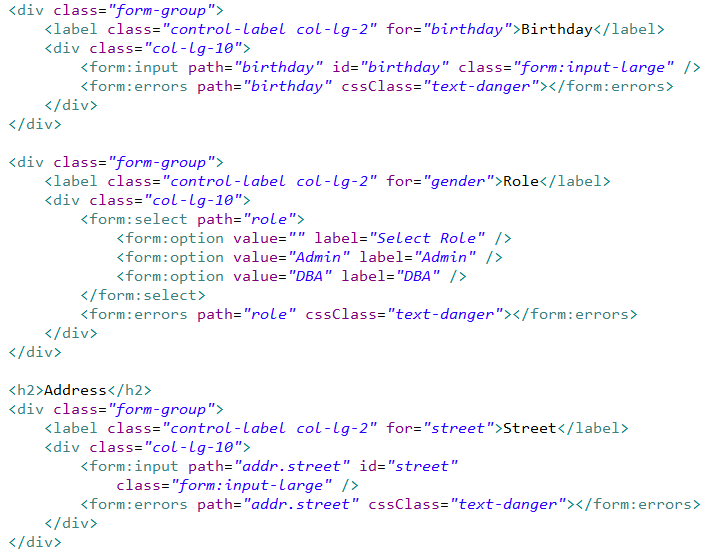 <div class="form-group">
    <label class="control-label col-lg-2" for="birthday">Birthday</label>
    <div class="col-lg-10">
        <form:input path="birthday" id="birthday" class="form:input-large" />
        <form:errors path="birthday" cssClass="text-danger"></form:errors>
    </div>
</div>

<div class="form-group">
    <label class="control-label col-lg-2" for="gender">Role</label>
    <div class="col-lg-10">
        <form:select path="role">
            <form:option value="" label="Select Role" />
            <form:option value="Admin" label="Admin" />
            <form:option value="DBA" label="DBA" />
        </form:select>
        <form:errors path="role" cssClass="text-danger"></form:errors>
    </div>
</div>

<h2>Address</h2>
<div class="form-group">
    <label class="control-label col-lg-2" for="street">Street</label>
    <div class="col-lg-10">
        <form:input path="addr.street" id="street"
            class="form:input-large" />
        <form:errors path="addr.street" cssClass="text-danger"></form:errors>
    </div>
</div>